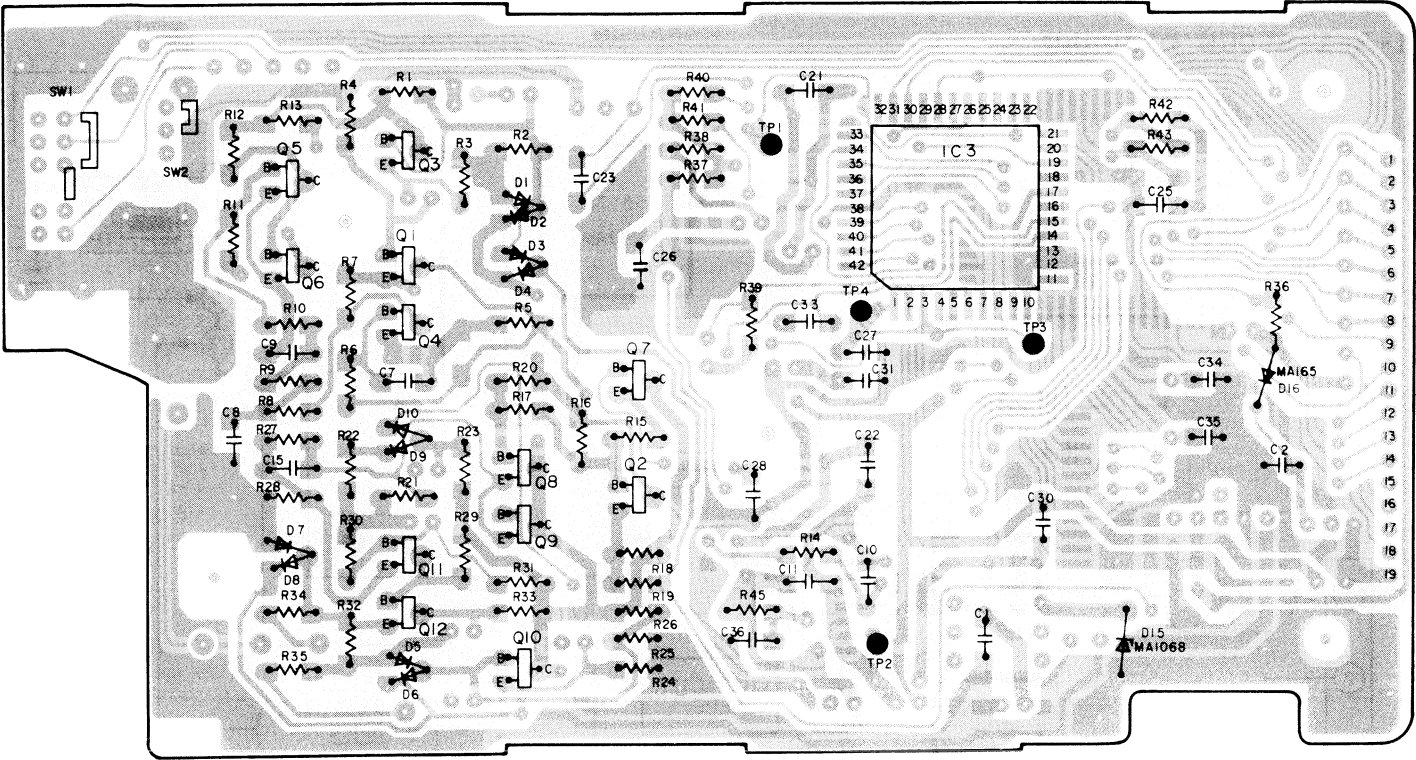 SW1
SW2
R12
R13
R4
R1
Q5
B
E
C
B
E
C
Q3
R3
R2
D1
D2
D3
D4
C23
R40
R41
R38
R37
C21
TP1
32 31 30 29 28 27 26 25 24 23 22
IC3
33
34
35
36
37
38
39
40
41
42
21
20
19
18
17
16
15
14
13
12
11
1 2 3 4 5 6 7 8 9 10
R42
R43
C25
R11
B
E
C
Q6
R7
Q1
B
E
C
C26
R39
C33
TP4
C27
C31
TP3
R36
R10
B
E
C
Q4
R5
C9
R9
R6
C7
R20
R17
Q7
B
E
C
C34
MA165
D16
C8
R8
R27
C15
R28
R22
D10
D9
R21
R23
R16
R15
B
E
C
Q8
Q2
B
E
C
C28
C22
C35
C2
C30
D7
D8
R30
B
E
C
Q11
R29
B
E
C
Q9
R14
C11
C10
R18
R19
R26
R25
R24
R34
R32
B
E
C
Q12
R31
R33
R45
C36
TP2
C1
D15
MA1068
R35
D5
D6
Q10
B
E
C
1
2
3
4
5
6
7
8
9
10
11
12
13
14
15
16
17
18
19